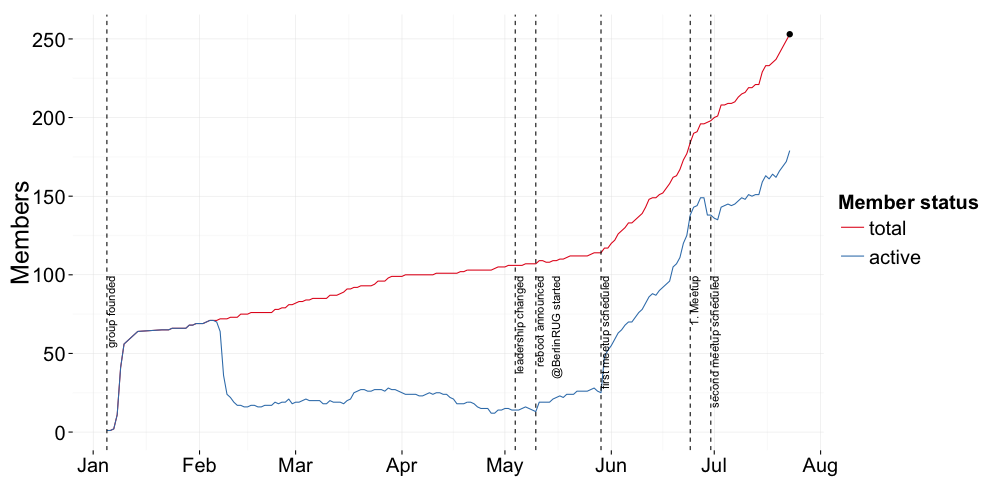 250
200
150
100
50
0
Members
group founded
leadership changed
reboot announced
@BerlinRUG started
first meetup scheduled
1. Meetup
second meetup scheduled
Jan Feb Mar Apr May Jun Jul Aug
Member status
total
active